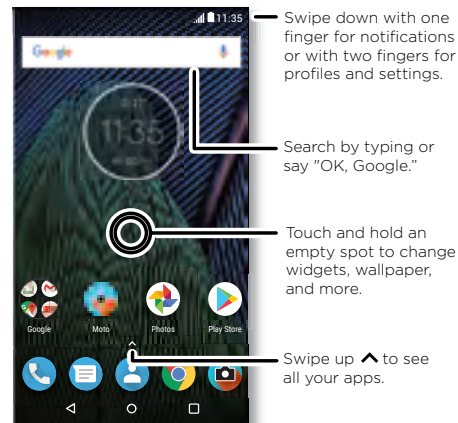 11:35
Swipe down with one
finger for notifications
or with two fingers for
profiles and settings.
Google
11:35
Search by typing or
say "OK, Google.”
Touch and hold an
empty spot to change
widgets, wallpaper,
and more.
Google Moto Photos Play Store
Swipe up to see
all your apps.